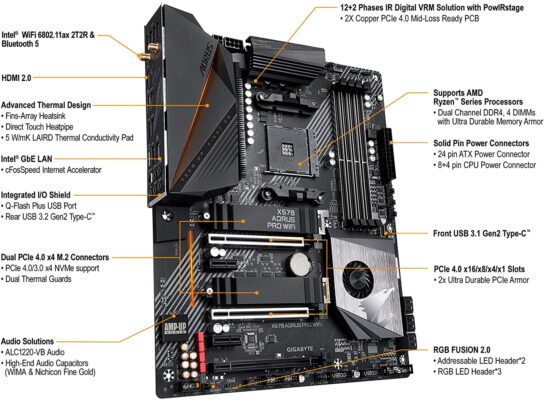 12+2 Phases IR Digital VRM Solution with PowIRstage
• 2X Copper PCIe 4.0 Mid-Loss Ready PCB
Intel® WiFi 6802.11ax 2T2R &
Bluetooth 5
HDMI 2.0
Advanced Thermal Design
• Fins-Array Heatsink
• Direct Touch Heatpipe
• 5 W/mK LAIRD Thermal Conductivity Pad
Intel® GbE LAN
• cFosSpeed Internet Accelerator
Integrated I/O Shield
• Q-Flash Plus USB Port
• Rear USB 3.2 Gen2 Type-C™
Dual PCIe 4.0 x4 M.2 Connectors
• PCIe 4.0/3.0 x4 NVMe support
• Dual Thermal Guards
Audio Solutions
• ALC1220-VB Audio
• High-End Audio Capacitors
(WIMA & Nichicon Fine Gold)
Supports AMD
Ryzen™ Series Processors
• Dual Channel DDR4, 4 DIMMs
with Ultra Durable Memory Armor
Solid Pin Power Connectors
• 24 pin ATX Power Connector
• 8+4 pin CPU Power Connector
Front USB 3.1 Gen2 Type-C™
PCIe 4.0 x16/x8/x4/x1 Slots
• 2x Ultra Durable PCIe Armor
RGB FUSION 2.0
• Addressable LED Header*2
• RGB LED Header*3
AORUS
X570
AORUS
PRO WIFI
AMP-UP
X570 AORUS PRO WIFI
GIGABYTE